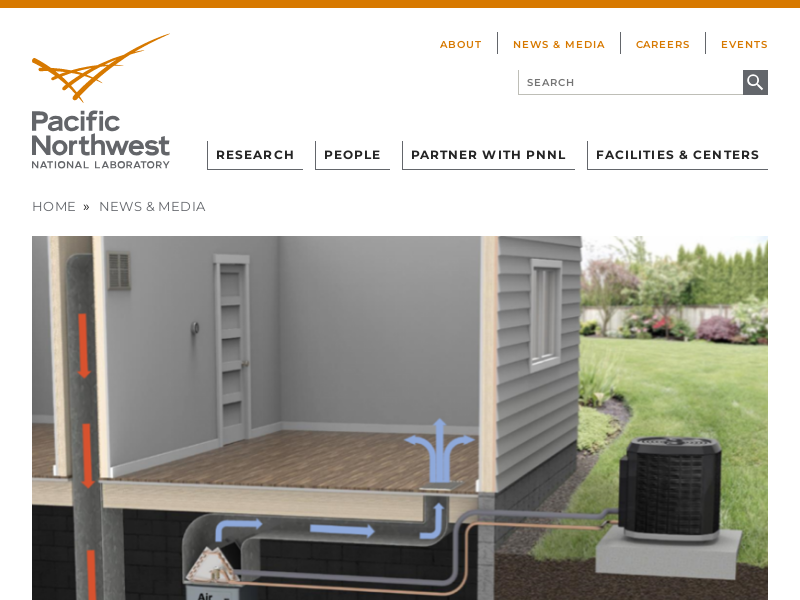 ABOUT
NEWS & MEDIA
CAREERS
EVENTS
SEARCH
Pacific
Northwest
NATIONAL LABORATORY
RESEARCH
PEOPLE
PARTNER WITH PNNL
FACILITIES & CENTERS
HOME » NEWS & MEDIA
Air